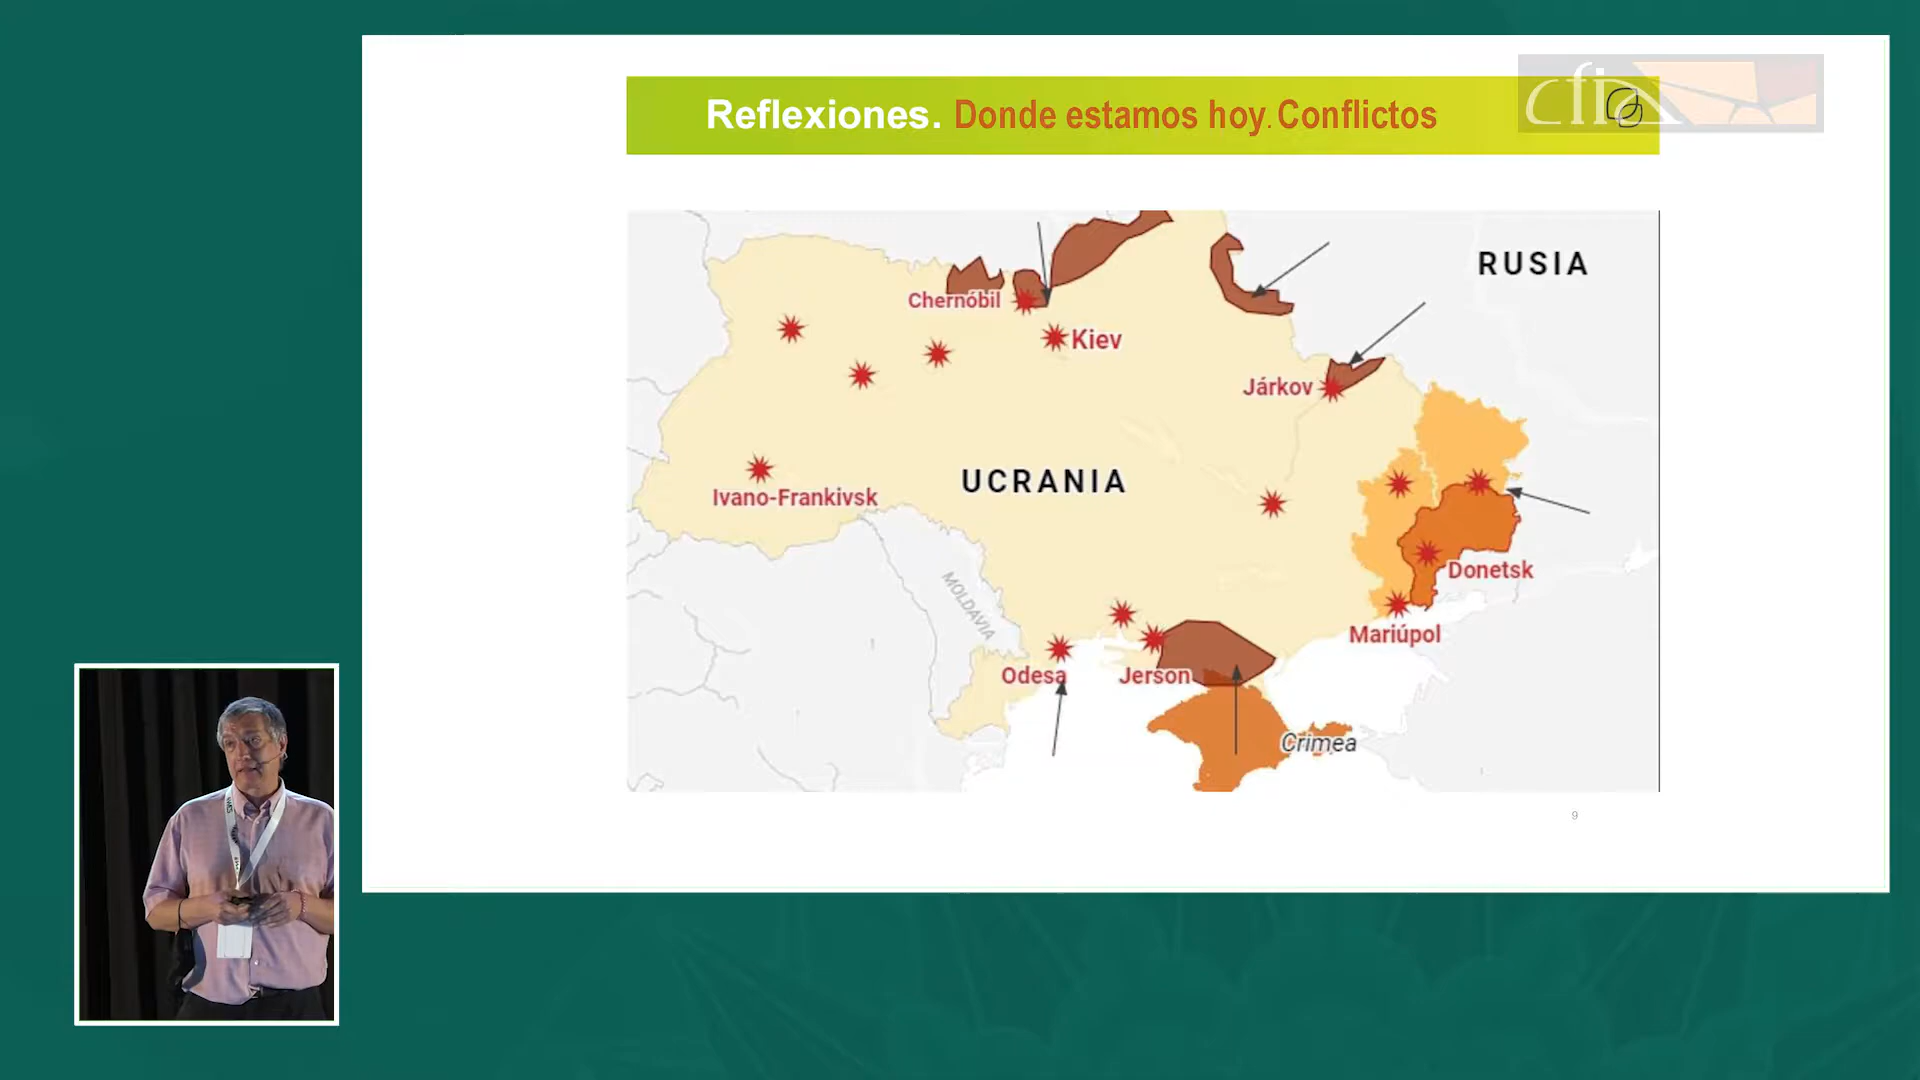 Reflexiones. Donde estamos hoy. Conflictos
cfia
RUSIA
Chernóbil
Kiev
Járkov
UCRANIA
Ivano-Frankivsk
MOLDAVIA
Donetsk
Mariúpol
Odesa
Jerson
Crimea
9